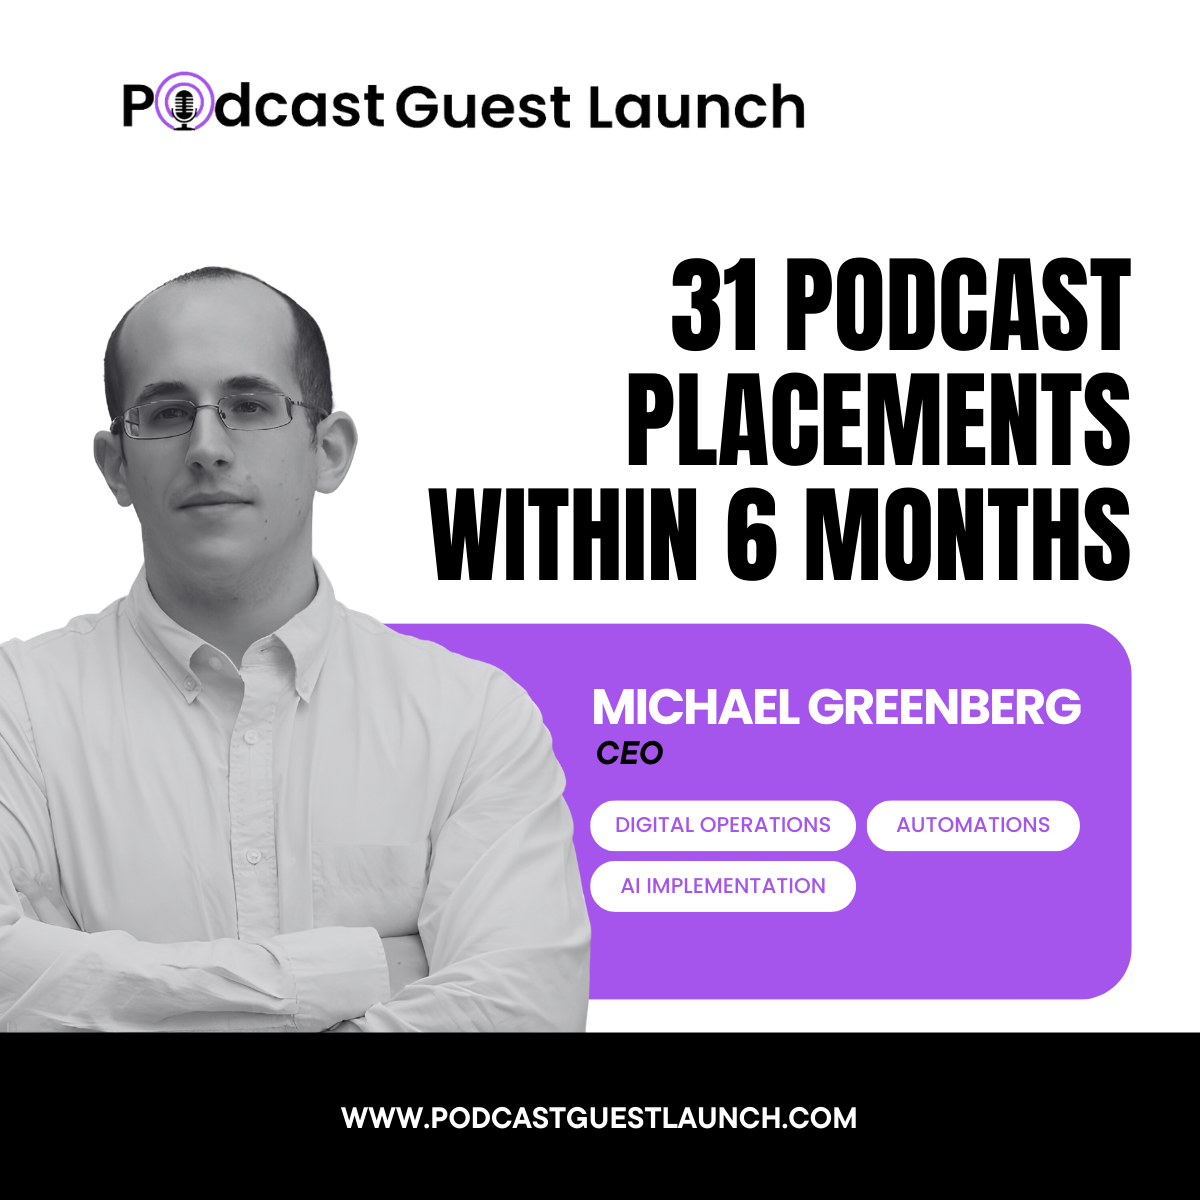 Podcast Guest Launch
31 PODCAST
PLACEMENTS
WITHIN 6 MONTHS
MICHAEL GREENBERG
CEO
DIGITAL OPERATIONS
AUTOMATIONS
AI IMPLEMENTATION
WWW.PODCASTGUESTLAUNCH.COM